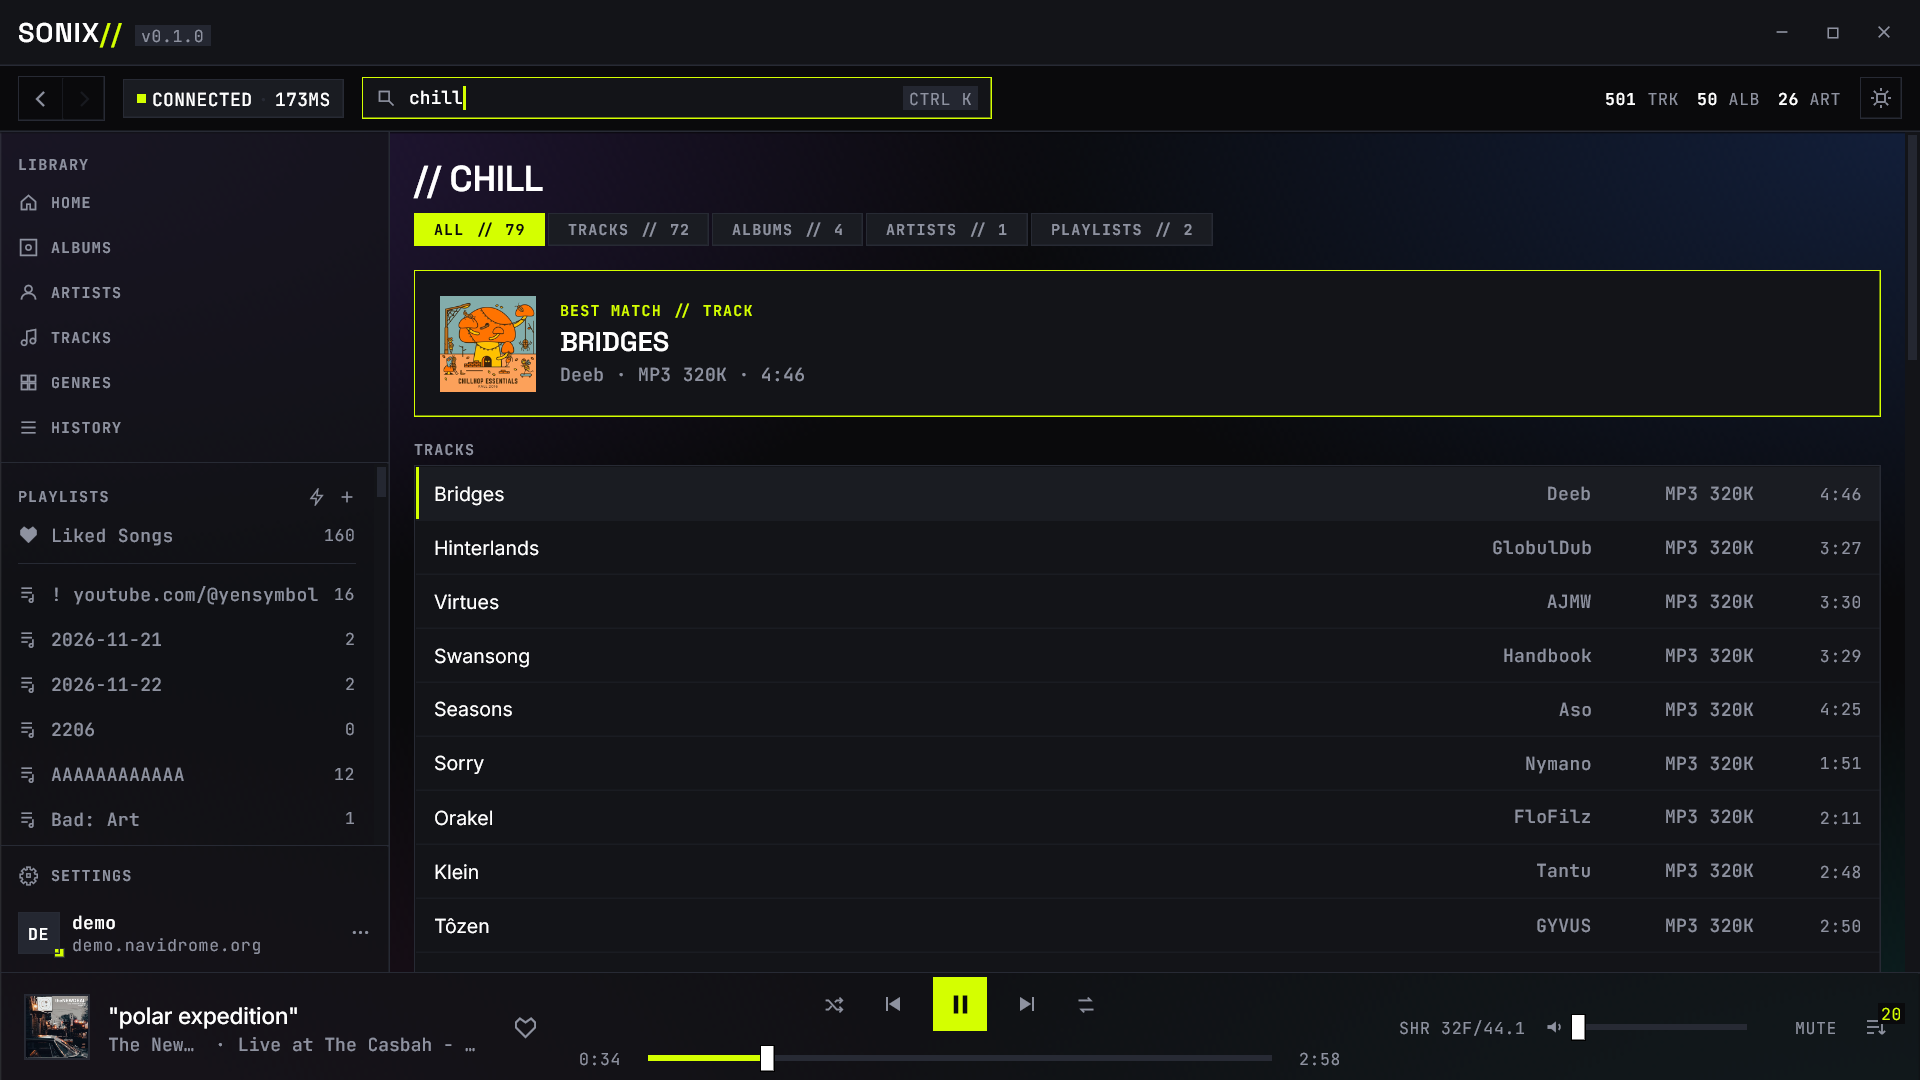 SONIX// v0.1.0
CONNECTED · 173MS
chill
CTRL K
501 TRK 50 ALB 26 ART
LIBRARY
HOME
ALBUMS
ARTISTS
TRACKS
GENRES
HISTORY
PLAYLISTS
Liked Songs 160
! youtube.com/@yensymbol 16
2026-11-21 2
2026-11-22 2
2206 0
AAAAAAAAAAAA 12
Bad: Art 1
SETTINGS
DE
demo
demo.navidrome.org
// CHILL
ALL // 79
TRACKS // 72
ALBUMS // 4
ARTISTS // 1
PLAYLISTS // 2
CHILLHOP ESSENTIALS
BEST MATCH // TRACK
BRIDGES
Deeb · MP3 320K · 4:46
TRACKS
Bridges Deeb MP3 320K 4:46
Hinterlands GlobulDub MP3 320K 3:27
Virtues AJMW MP3 320K 3:30
Swansong Handbook MP3 320K 3:29
Seasons Aso MP3 320K 4:25
Sorry Nymano MP3 320K 1:51
Orakel FloFilz MP3 320K 2:11
Klein Tantu MP3 320K 2:48
Tôzen GYVUS MP3 320K 2:50
"polar expedition"
The New… · Live at The Casbah - …
0:34
2:58
SHR 32F/44.1
MUTE
20